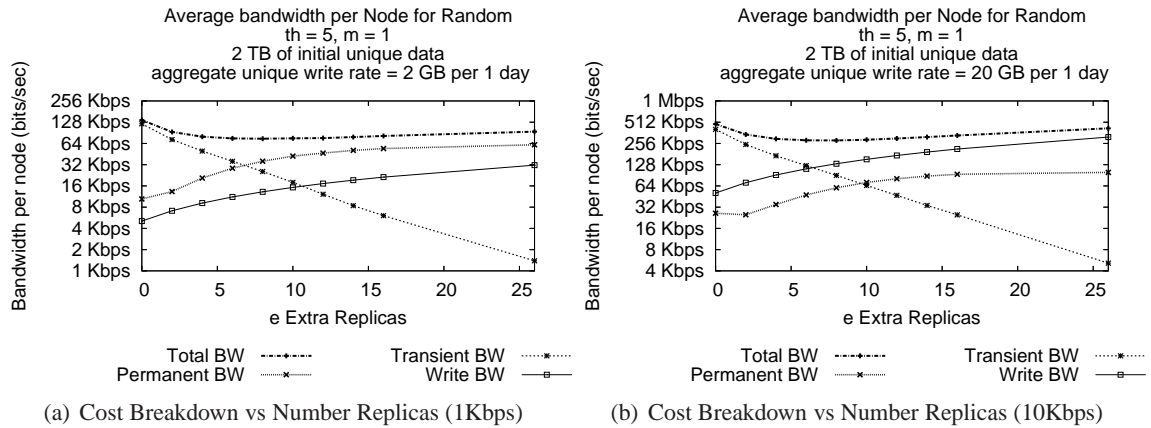 Average bandwidth per Node for Random
th = 5, m = 1
2 TB of initial unique data
aggregate unique write rate = 2 GB per 1 day
Bandwidth per node (bits/sec)
256 Kbps
128 Kbps
64 Kbps
32 Kbps
16 Kbps
8 Kbps
4 Kbps
2 Kbps
1 Kbps
0 5 10 15 20 25
e Extra Replicas
Total BW
Permanent BW
Transient BW
Write BW
(a) Cost Breakdown vs Number Replicas (1Kbps)
Average bandwidth per Node for Random
th = 5, m = 1
2 TB of initial unique data
aggregate unique write rate = 20 GB per 1 day
Bandwidth per node (bits/sec)
1 Mbps
512 Kbps
256 Kbps
128 Kbps
64 Kbps
32 Kbps
16 Kbps
8 Kbps
4 Kbps
0 5 10 15 20 25
e Extra Replicas
Total BW
Permanent BW
Transient BW
Write BW
(b) Cost Breakdown vs Number Replicas (10Kbps)